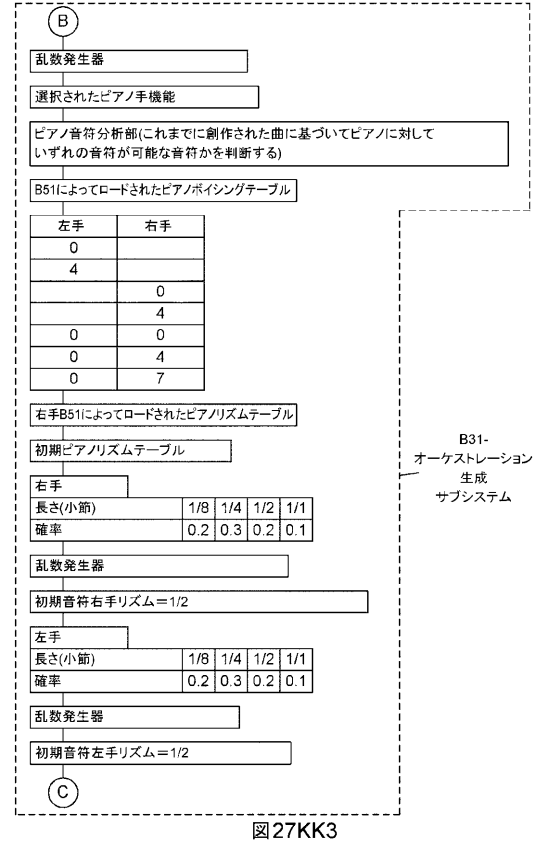 B
乱数発生器
選択されたピアノ手機能
ピアノ音符分析部(これまでに創作された曲に基づいてピアノに対して
いずれの音符が可能な音符かを判断する)
B51によってロードされたピアノボイシングテーブル
左手 右手
0
4
0
4
0 0
0 4
0 7
右手B51によってロードされたピアノリズムテーブル
初期ピアノリズムテーブル
右手
長さ(小節) 1/8 1/4 1/2 1/1
確率 0.2 0.3 0.2 0.1
乱数発生器
初期音符右手リズム＝1/2
左手
長さ(小節) 1/8 1/4 1/2 1/1
確率 0.2 0.3 0.2 0.1
乱数発生器
初期音符左手リズム＝1/2
C
B31-
オーケストレーション
生成
サブシステム
図27KK3